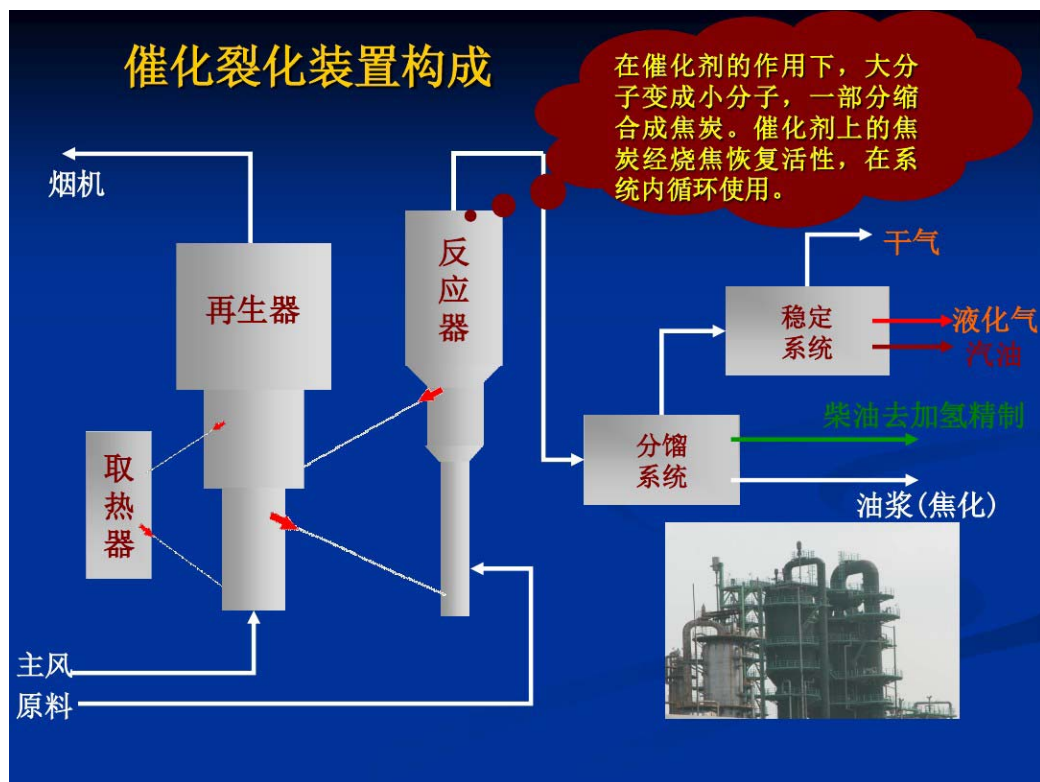 催化裂化装置构成
在催化剂的作用下，大分
子变成小分子，一部分缩
合成焦炭。催化剂上的焦
炭经烧焦恢复活性，在系
统内循环使用。
烟机
再生器
反应器
取热器
主风
原料
干气
稳定
系统
液化气
汽油
柴油去加氢精制
分馏
系统
油浆(焦化)